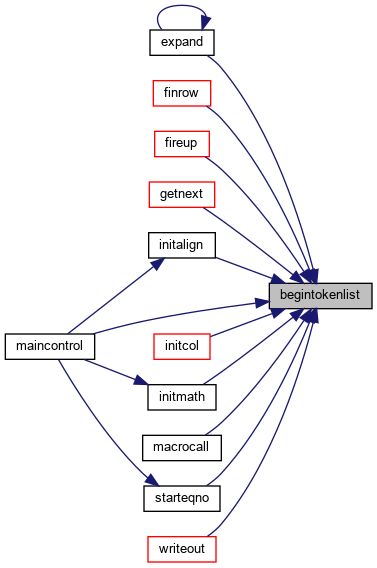 expand
finrow
fireup
getnext
initalign
begintokenlist
maincontrol
initcol
initmath
macrocall
starteqno
writeout